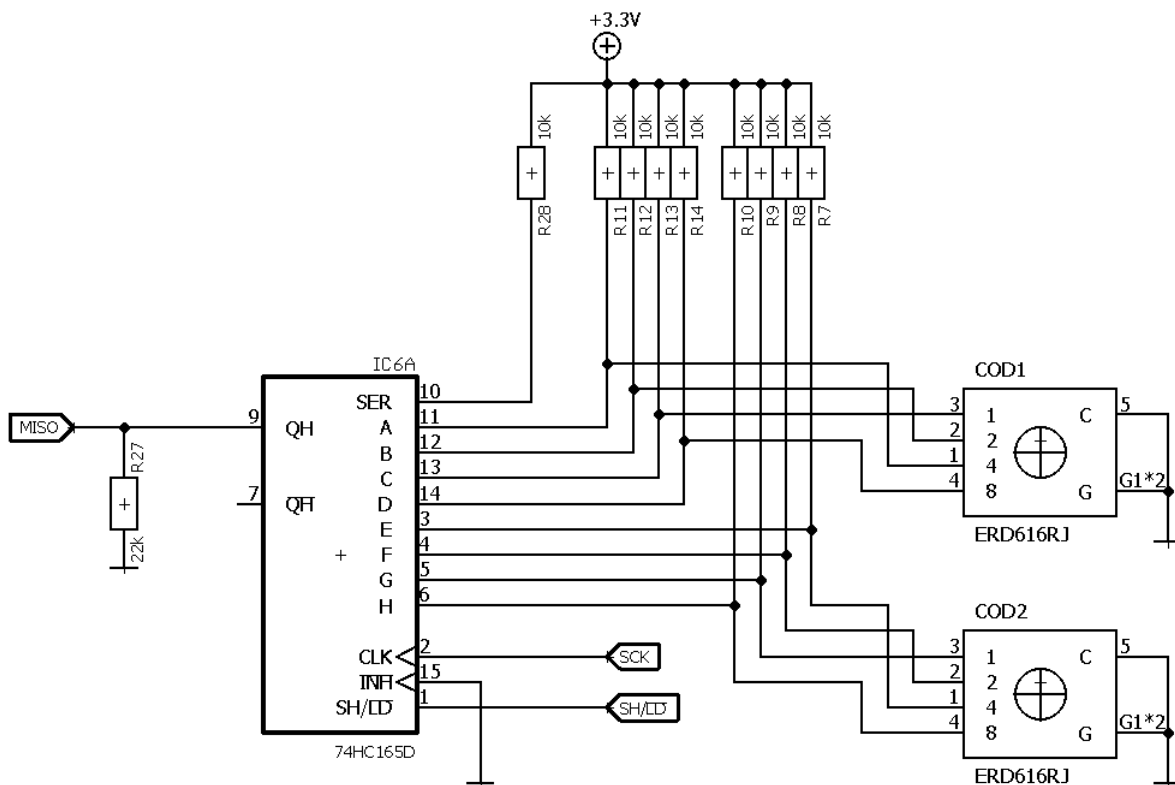 +3.3V
10k 10k 10k 10k 10k 10k 10k 10k 10k
R28 R11 R12 R13 R14 R10 R9 R8 R7
IC6A
MISO 9 QH
SER 10
A 11
B 12
C 13
D 14
E 3
F 4
G 5
H 6
R27
22k
7 QH
CLK 2 SCK
INH 15
SH/LD 1 SH/LD
74HC165D
COD1
3 1 C 5
2 2
1 4
4 8 G G1*2
ERD616RJ
COD2
3 1 C 5
2 2
1 4
4 8 G G1*2
ERD616RJ